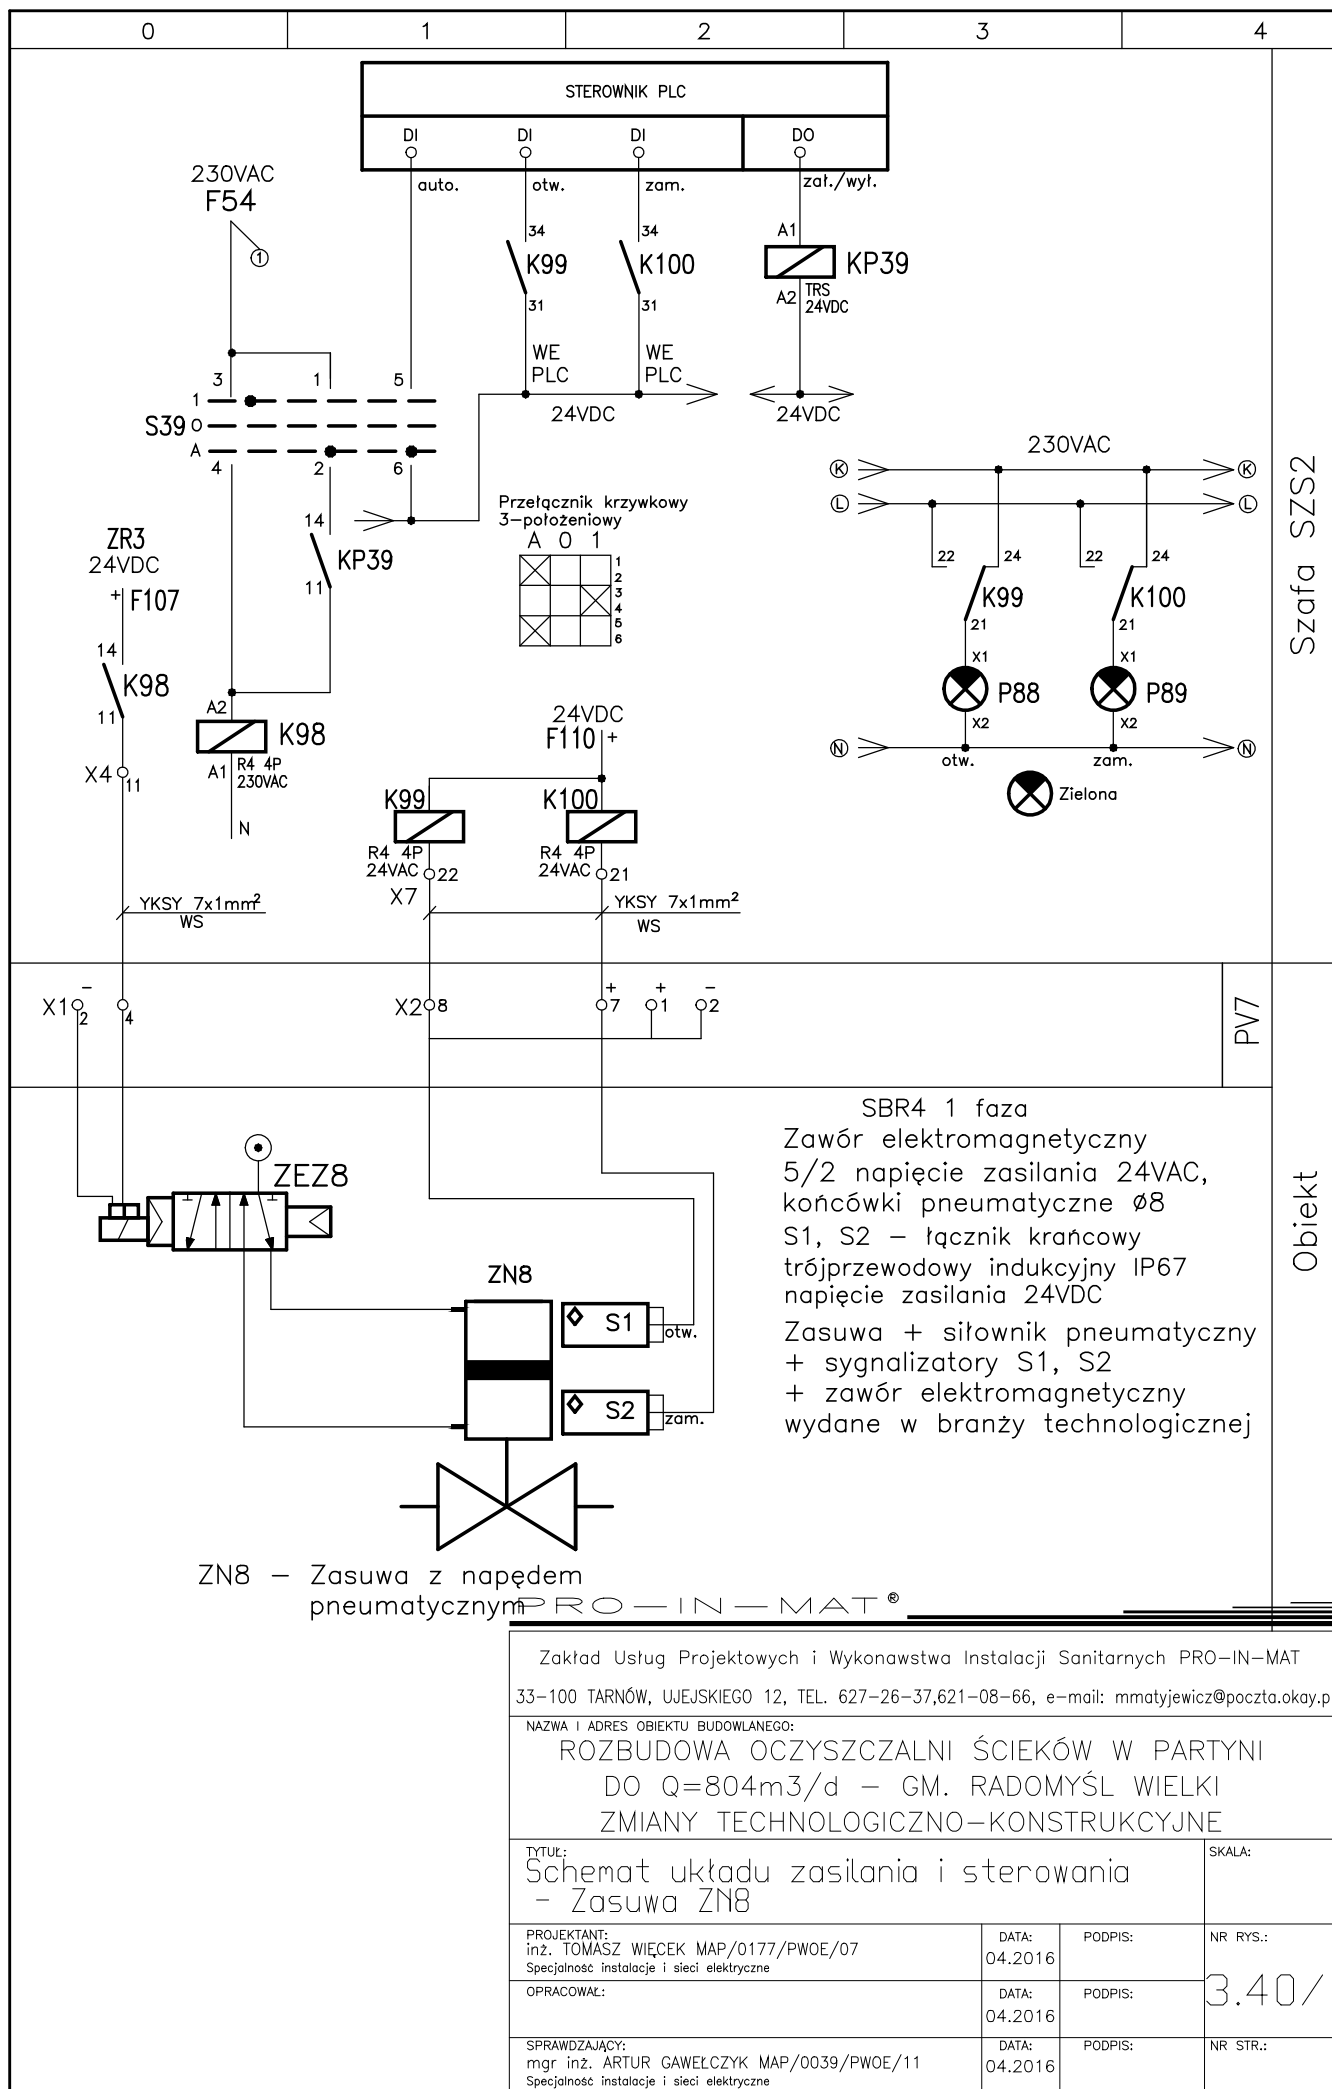 0 1 2 3 4
STEROWNIK PLC
DI DI DI DO
auto. otw. zam. zał./wył.
230VAC
F54
1
34 34 A1
K99 K100 KP39
31 31 A2 TRS
24VDC
WE WE
PLC PLC
24VDC 24VDC
3 1 5
1
S39 0
A
4 2 6
230VAC
K K
L L
Szafa SZS2
Przełącznik krzywkowy
3-położeniowy
A 0 1
1
2
3
4
5
6
14
KP39
11
ZR3
24VDC
+ F107
14
K98
11
X4 11
A2
K98
A1 R4 4P
230VAC
N
22 24 22 24
K99 K100
21 21
X1 X1
P88 P89
X2 X2
N N
otw. zam.
Zielona
24VDC
F110 +
K99 K100
R4 4P R4 4P
24VAC 22 24VAC 21
X7
YKSY 7x1mm² YKSY 7x1mm²
WS WS
X1 - 2 4 X2 8 + 7 + 1 - 2
PV7
SBR4 1 faza
Zawór elektromagnetyczny
5/2 napięcie zasilania 24VAC,
końcówki pneumatyczne Ø8
S1, S2 - łącznik krańcowy
trójprzewodowy indukcyjny IP67
napięcie zasilania 24VDC
Zasuwa + siłownik pneumatyczny
+ sygnalizatory S1, S2
+ zawór elektromagnetyczny
wydane w branży technologicznej
Obiekt
ZEZ8
ZN8
S1
otw.
S2
zam.
ZN8 - Zasuwa z napędem
pneumatycznym
PRO-IN-MAT®
Zakład Usług Projektowych i Wykonawstwa Instalacji Sanitarnych PRO-IN-MAT
33-100 TARNÓW, UJEJSKIEGO 12, TEL. 627-26-37,621-08-66, e-mail: mmatyjewicz@poczta.okay.p
NAZWA I ADRES OBIEKTU BUDOWLANEGO:
ROZBUDOWA OCZYSZCZALNI ŚCIEKÓW W PARTYNI
DO Q=804m3/d - GM. RADOMYŚL WIELKI
ZMIANY TECHNOLOGICZNO-KONSTRUKCYJNE
TYTUŁ: SKALA:
Schemat układu zasilania i sterowania
- Zasuwa ZN8
PROJEKTANT: DATA: PODPIS: NR RYS.:
inż. TOMASZ WIĘCEK MAP/0177/PWOE/07 04.2016
Specjalność instalacje i sieci elektryczne
3.40/
OPRACOWAŁ: DATA: PODPIS:
04.2016
SPRAWDZAJĄCY: DATA: PODPIS: NR STR.:
mgr inż. ARTUR GAWEŁCZYK MAP/0039/PWOE/11 04.2016
Specjalność instalacje i sieci elektryczne